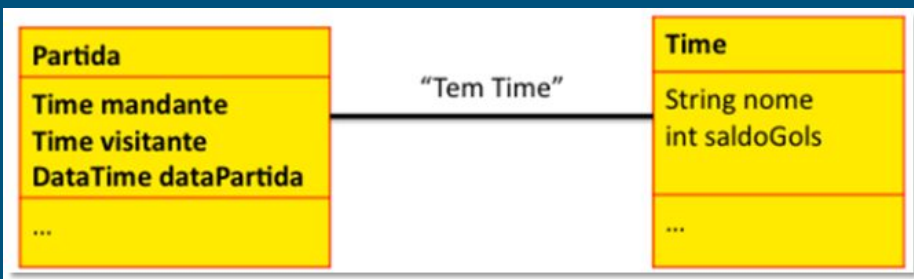 Partida
Time mandante
Time visitante
DataTime dataPartida
...
“Tem Time”
Time
String nome
int saldoGols
...